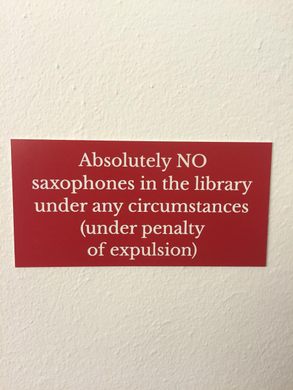 Absolutely NO
saxophones in the library
under any circumstances
(under penalty
of expulsion)